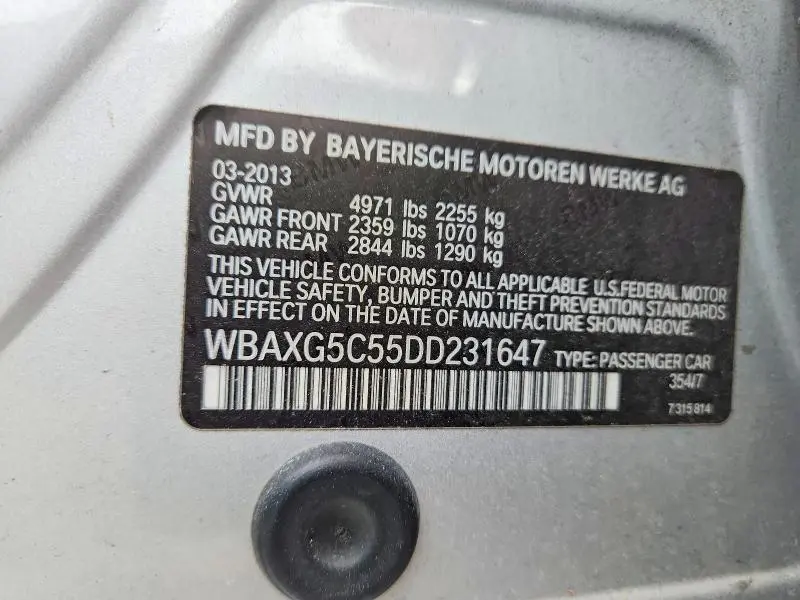 MFD BY BAYERISCHE MOTOREN WERKE AG
03-2013
GVWR 4971 lbs 2255 kg
GAWR FRONT 2359 lbs 1070 kg
GAWR REAR 2844 lbs 1290 kg
THIS VEHICLE CONFORMS TO ALL APPLICABLE U.S.FEDERAL MOTOR
VEHICLE SAFETY, BUMPER AND THEFT PREVENTION STANDARDS
IN EFFECT ON THE DATE OF MANUFACTURE SHOWN ABOVE.
WBAXG5C55DD231647 TYPE: PASSENGER CAR
354/7
7315814